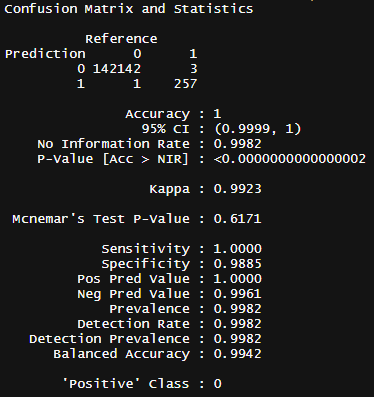 Confusion Matrix and Statistics
Reference
Prediction 0 1
0 142142 3
1 1 257
Accuracy : 1
95% CI : (0.9999, 1)
No Information Rate : 0.9982
P-Value [Acc > NIR] : <0.0000000000000002
Kappa : 0.9923
Mcnemar's Test P-Value : 0.6171
Sensitivity : 1.0000
Specificity : 0.9885
Pos Pred Value : 1.0000
Neg Pred Value : 0.9961
Prevalence : 0.9982
Detection Rate : 0.9982
Detection Prevalence : 0.9982
Balanced Accuracy : 0.9942
'Positive' Class : 0